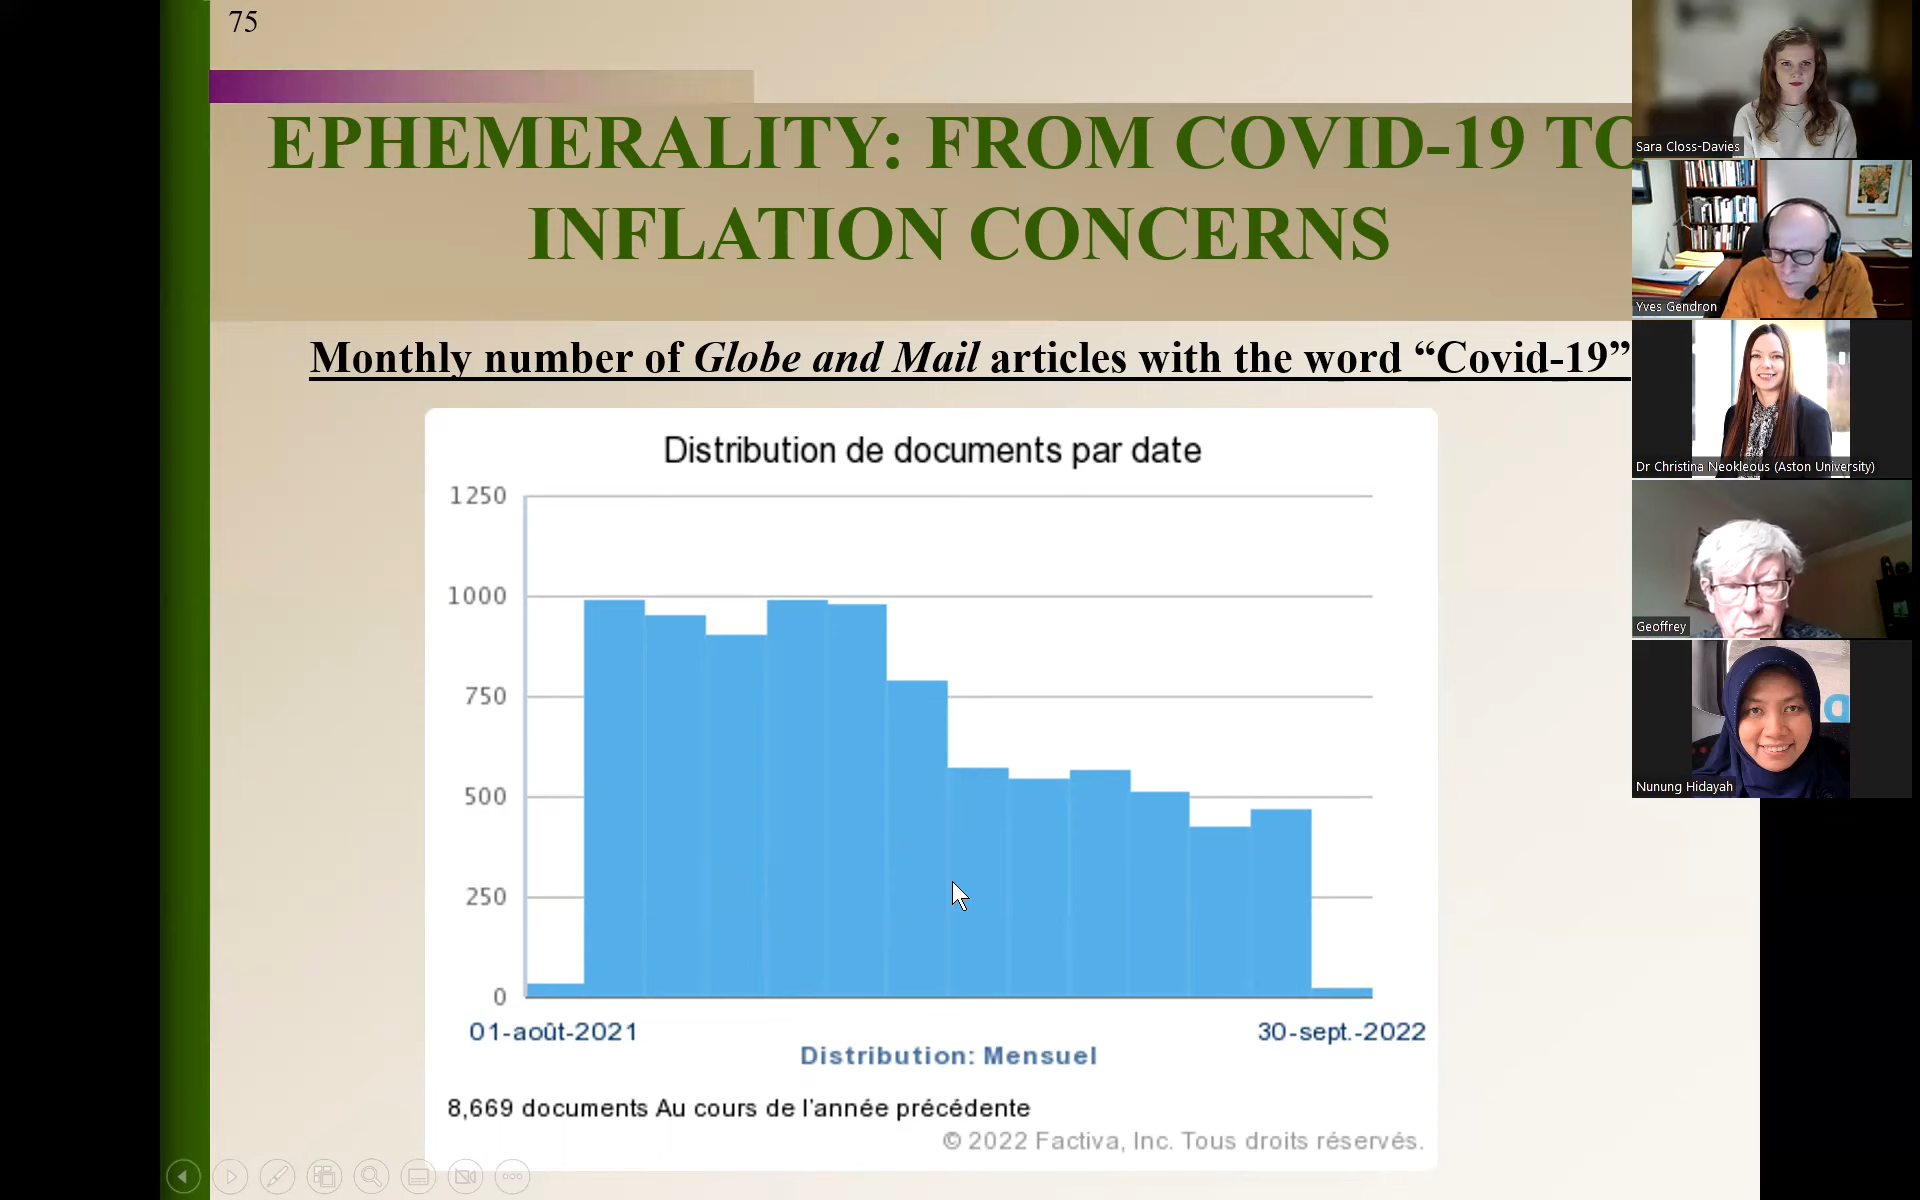 75
EPHEMERALITY: FROM COVID-19 TO
INFLATION CONCERNS
Monthly number of Globe and Mail articles with the word “Covid-19”
Distribution de documents par date
1250
1000
750
500
250
0
01-août-2021
30-sept.-2022
Distribution: Mensuel
8,669 documents Au cours de l'année précédente
© 2022 Factiva, Inc. Tous droits réservés.
Sara Closs-Davies
Yves Gendron
Dr Christina Neokleous (Aston University)
Geoffrey
Nunung Hidayah